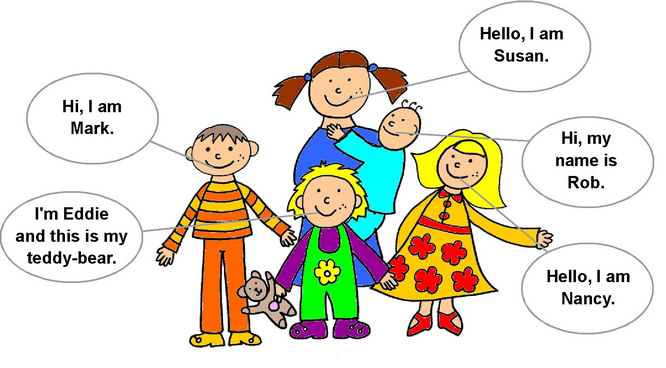 Hello, I am
Susan.
Hi, I am
Mark.
Hi, my
name is
Rob.
I'm Eddie
and this is my
teddy-bear.
Hello, I am
Nancy.